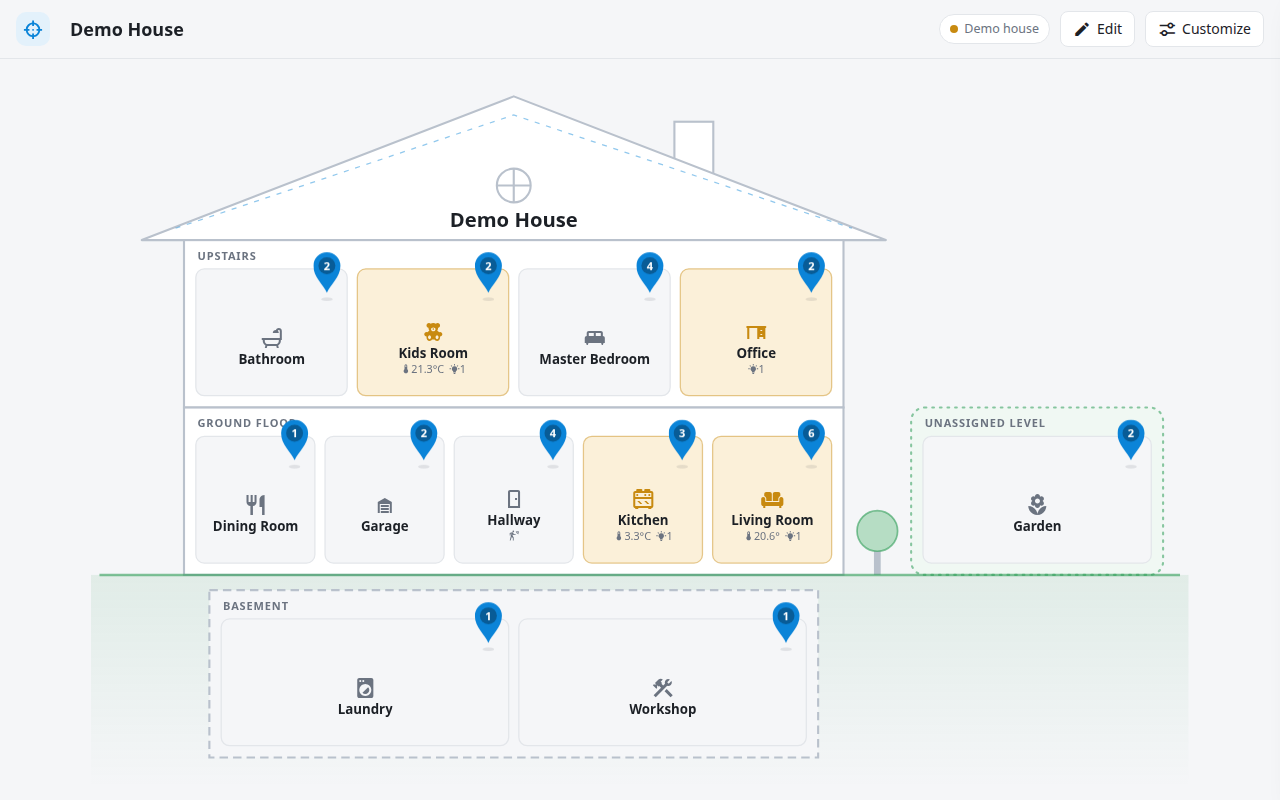 Demo House
Demo house
Edit
Customize
Demo House
UPSTAIRS
2
2
4
2
Bathroom
Kids Room
21.3°C 1
Master Bedroom
Office
1
GROUND FLOOR
1
2
4
3
6
Dining Room
Garage
Hallway
Kitchen
3.3°C 1
Living Room
20.6° 1
UNASSIGNED LEVEL
2
Garden
BASEMENT
1
1
Laundry
Workshop